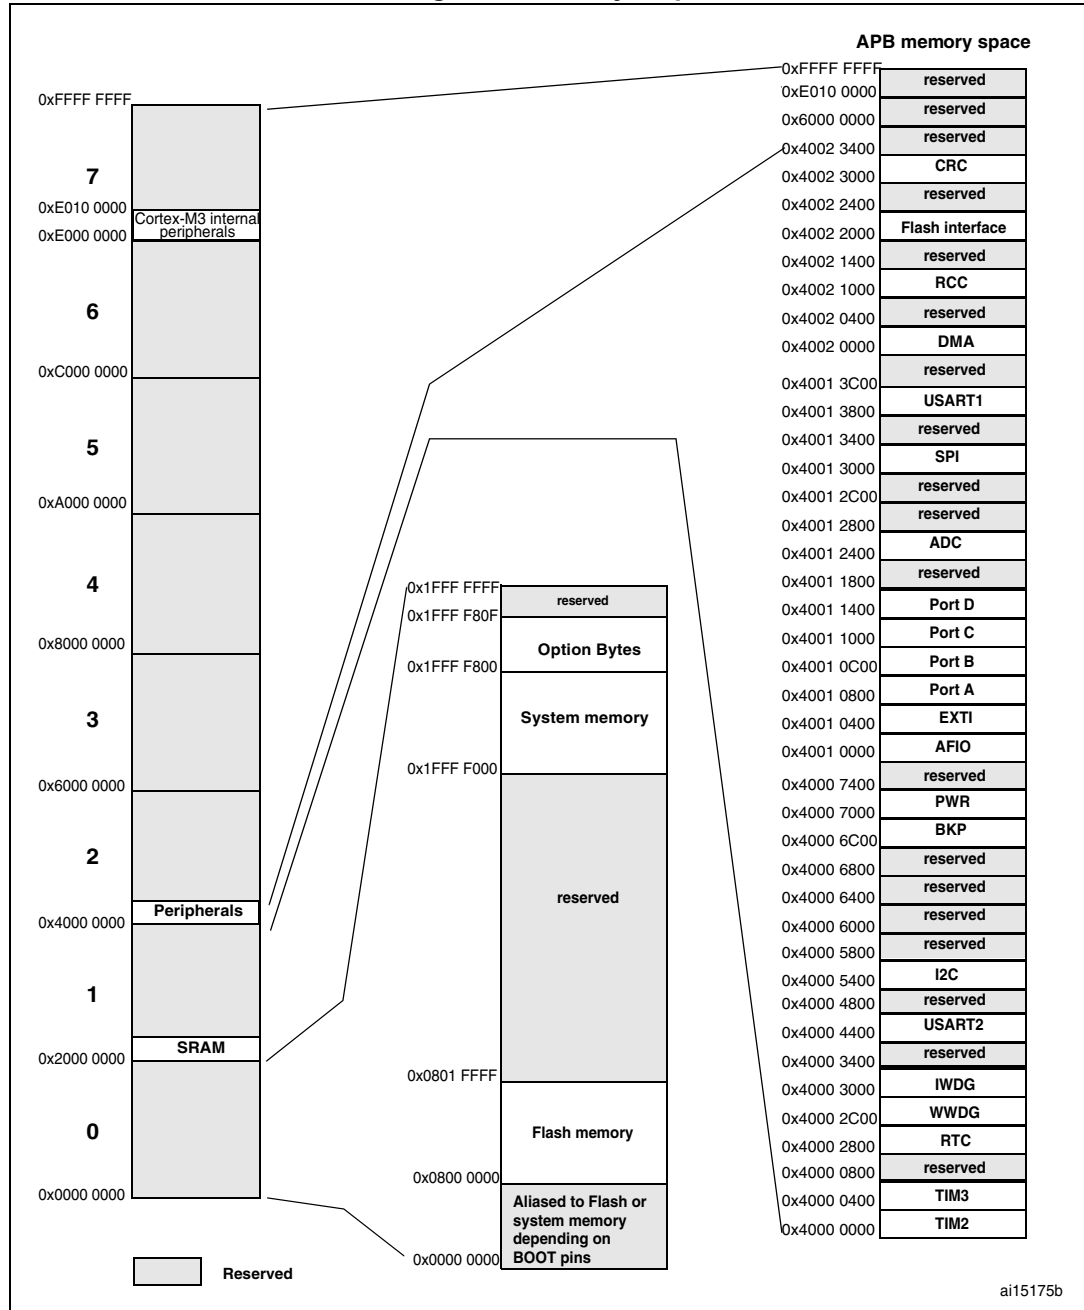 APB memory space
0xFFFF FFFF
7
0xE010 0000
Cortex-M3 internal
peripherals
0xE000 0000
6
0xC000 0000
5
0xA000 0000
4
0x8000 0000
3
0x6000 0000
2
Peripherals
0x4000 0000
1
SRAM
0x2000 0000
0
0x0000 0000
Reserved
0x1FFF FFFF
reserved
0x1FFF F80F
Option Bytes
0x1FFF F800
System memory
0x1FFF F000
reserved
0x0801 FFFF
Flash memory
0x0800 0000
Aliased to Flash or
system memory
depending on
BOOT pins
0x0000 0000
0xFFFF FFFF
reserved
0xE010 0000
reserved
0x6000 0000
reserved
0x4002 3400
CRC
0x4002 3000
reserved
0x4002 2400
Flash interface
0x4002 2000
reserved
0x4002 1400
RCC
0x4002 1000
reserved
0x4002 0400
DMA
0x4002 0000
reserved
0x4001 3C00
USART1
0x4001 3800
reserved
0x4001 3400
SPI
0x4001 3000
reserved
0x4001 2C00
reserved
0x4001 2800
ADC
0x4001 2400
reserved
0x4001 1800
Port D
0x4001 1400
Port C
0x4001 1000
Port B
0x4001 0C00
Port A
0x4001 0800
EXTI
0x4001 0400
AFIO
0x4001 0000
reserved
0x4000 7400
PWR
0x4000 7000
BKP
0x4000 6C00
reserved
0x4000 6800
reserved
0x4000 6400
reserved
0x4000 6000
reserved
0x4000 5800
I2C
0x4000 5400
reserved
0x4000 4800
USART2
0x4000 4400
reserved
0x4000 3400
IWDG
0x4000 3000
WWDG
0x4000 2C00
RTC
0x4000 2800
reserved
0x4000 0800
TIM3
0x4000 0400
TIM2
0x4000 0000
ai15175b